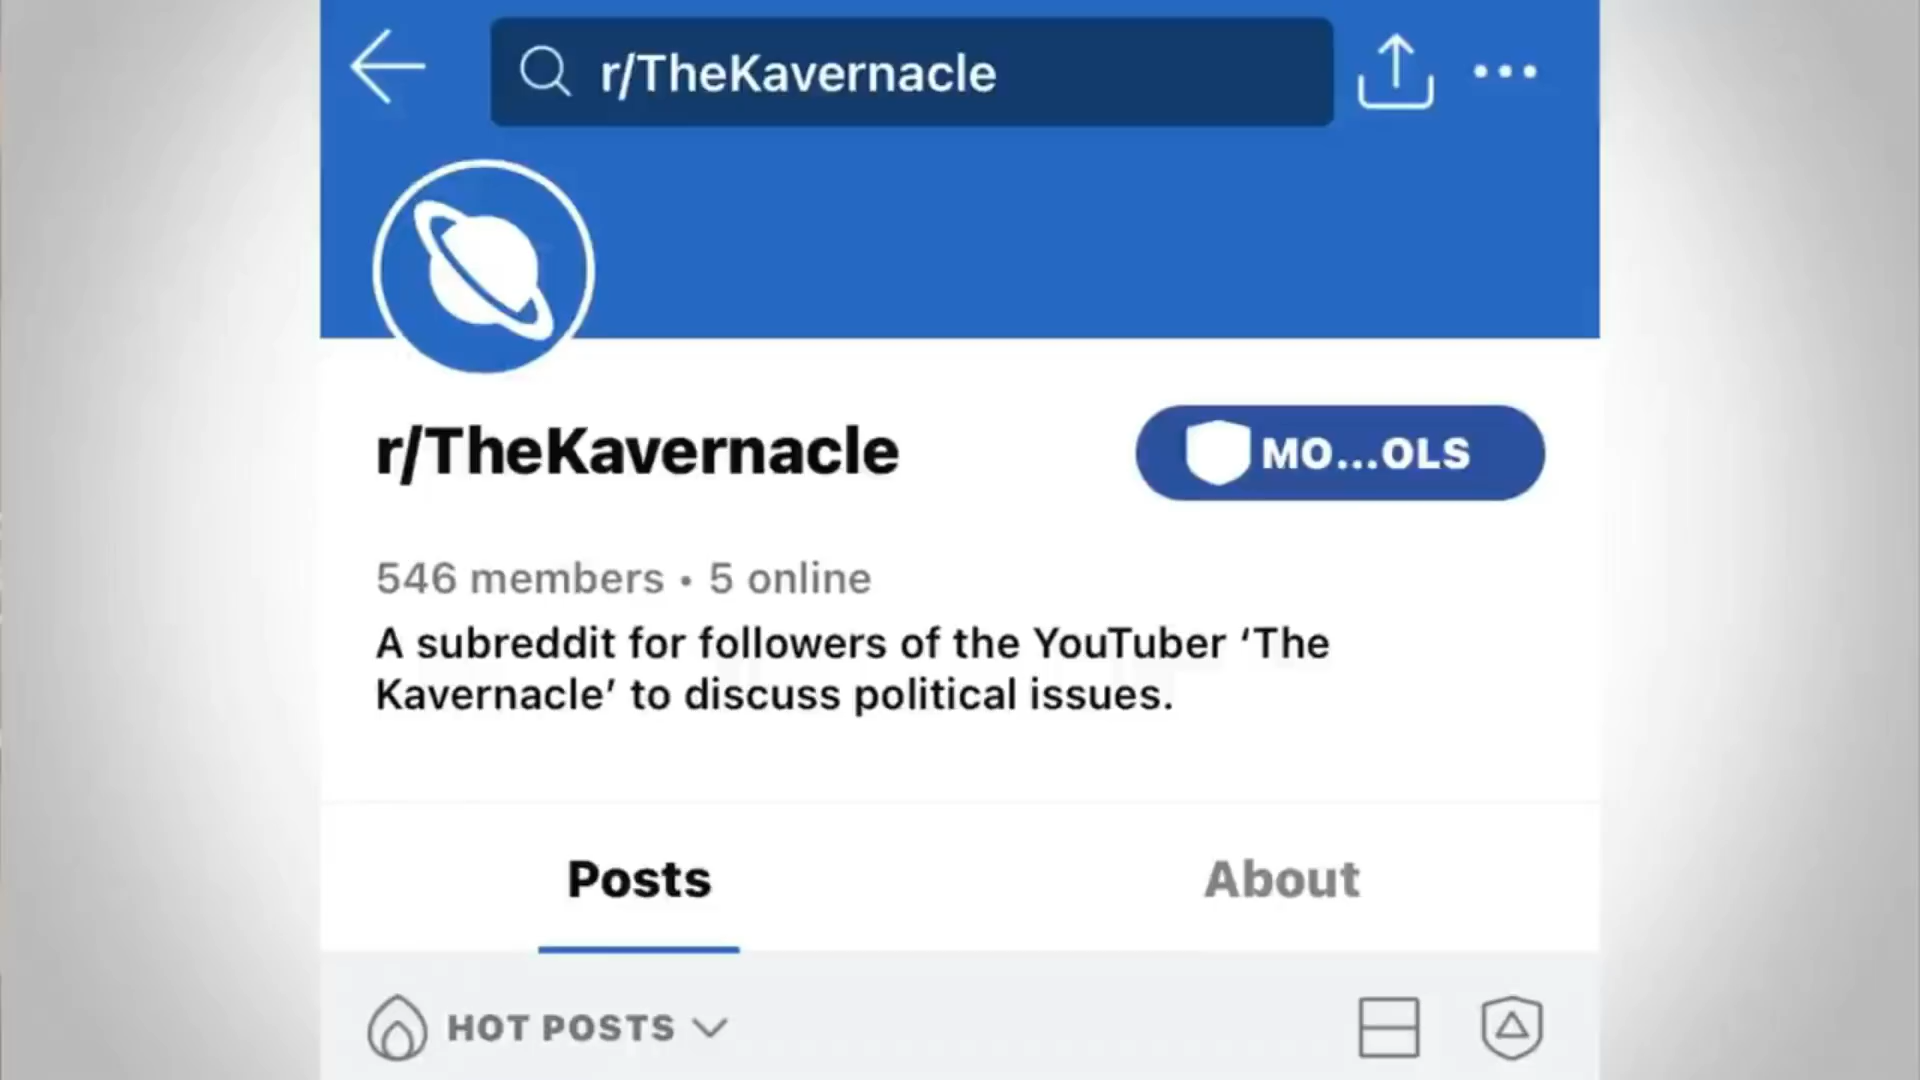 r/TheKavernacle
r/TheKavernacle
MO...OLS
546 members • 5 online
A subreddit for followers of the YouTuber ‘The
Kavernacle’ to discuss political issues.
Posts
About
HOT POSTS